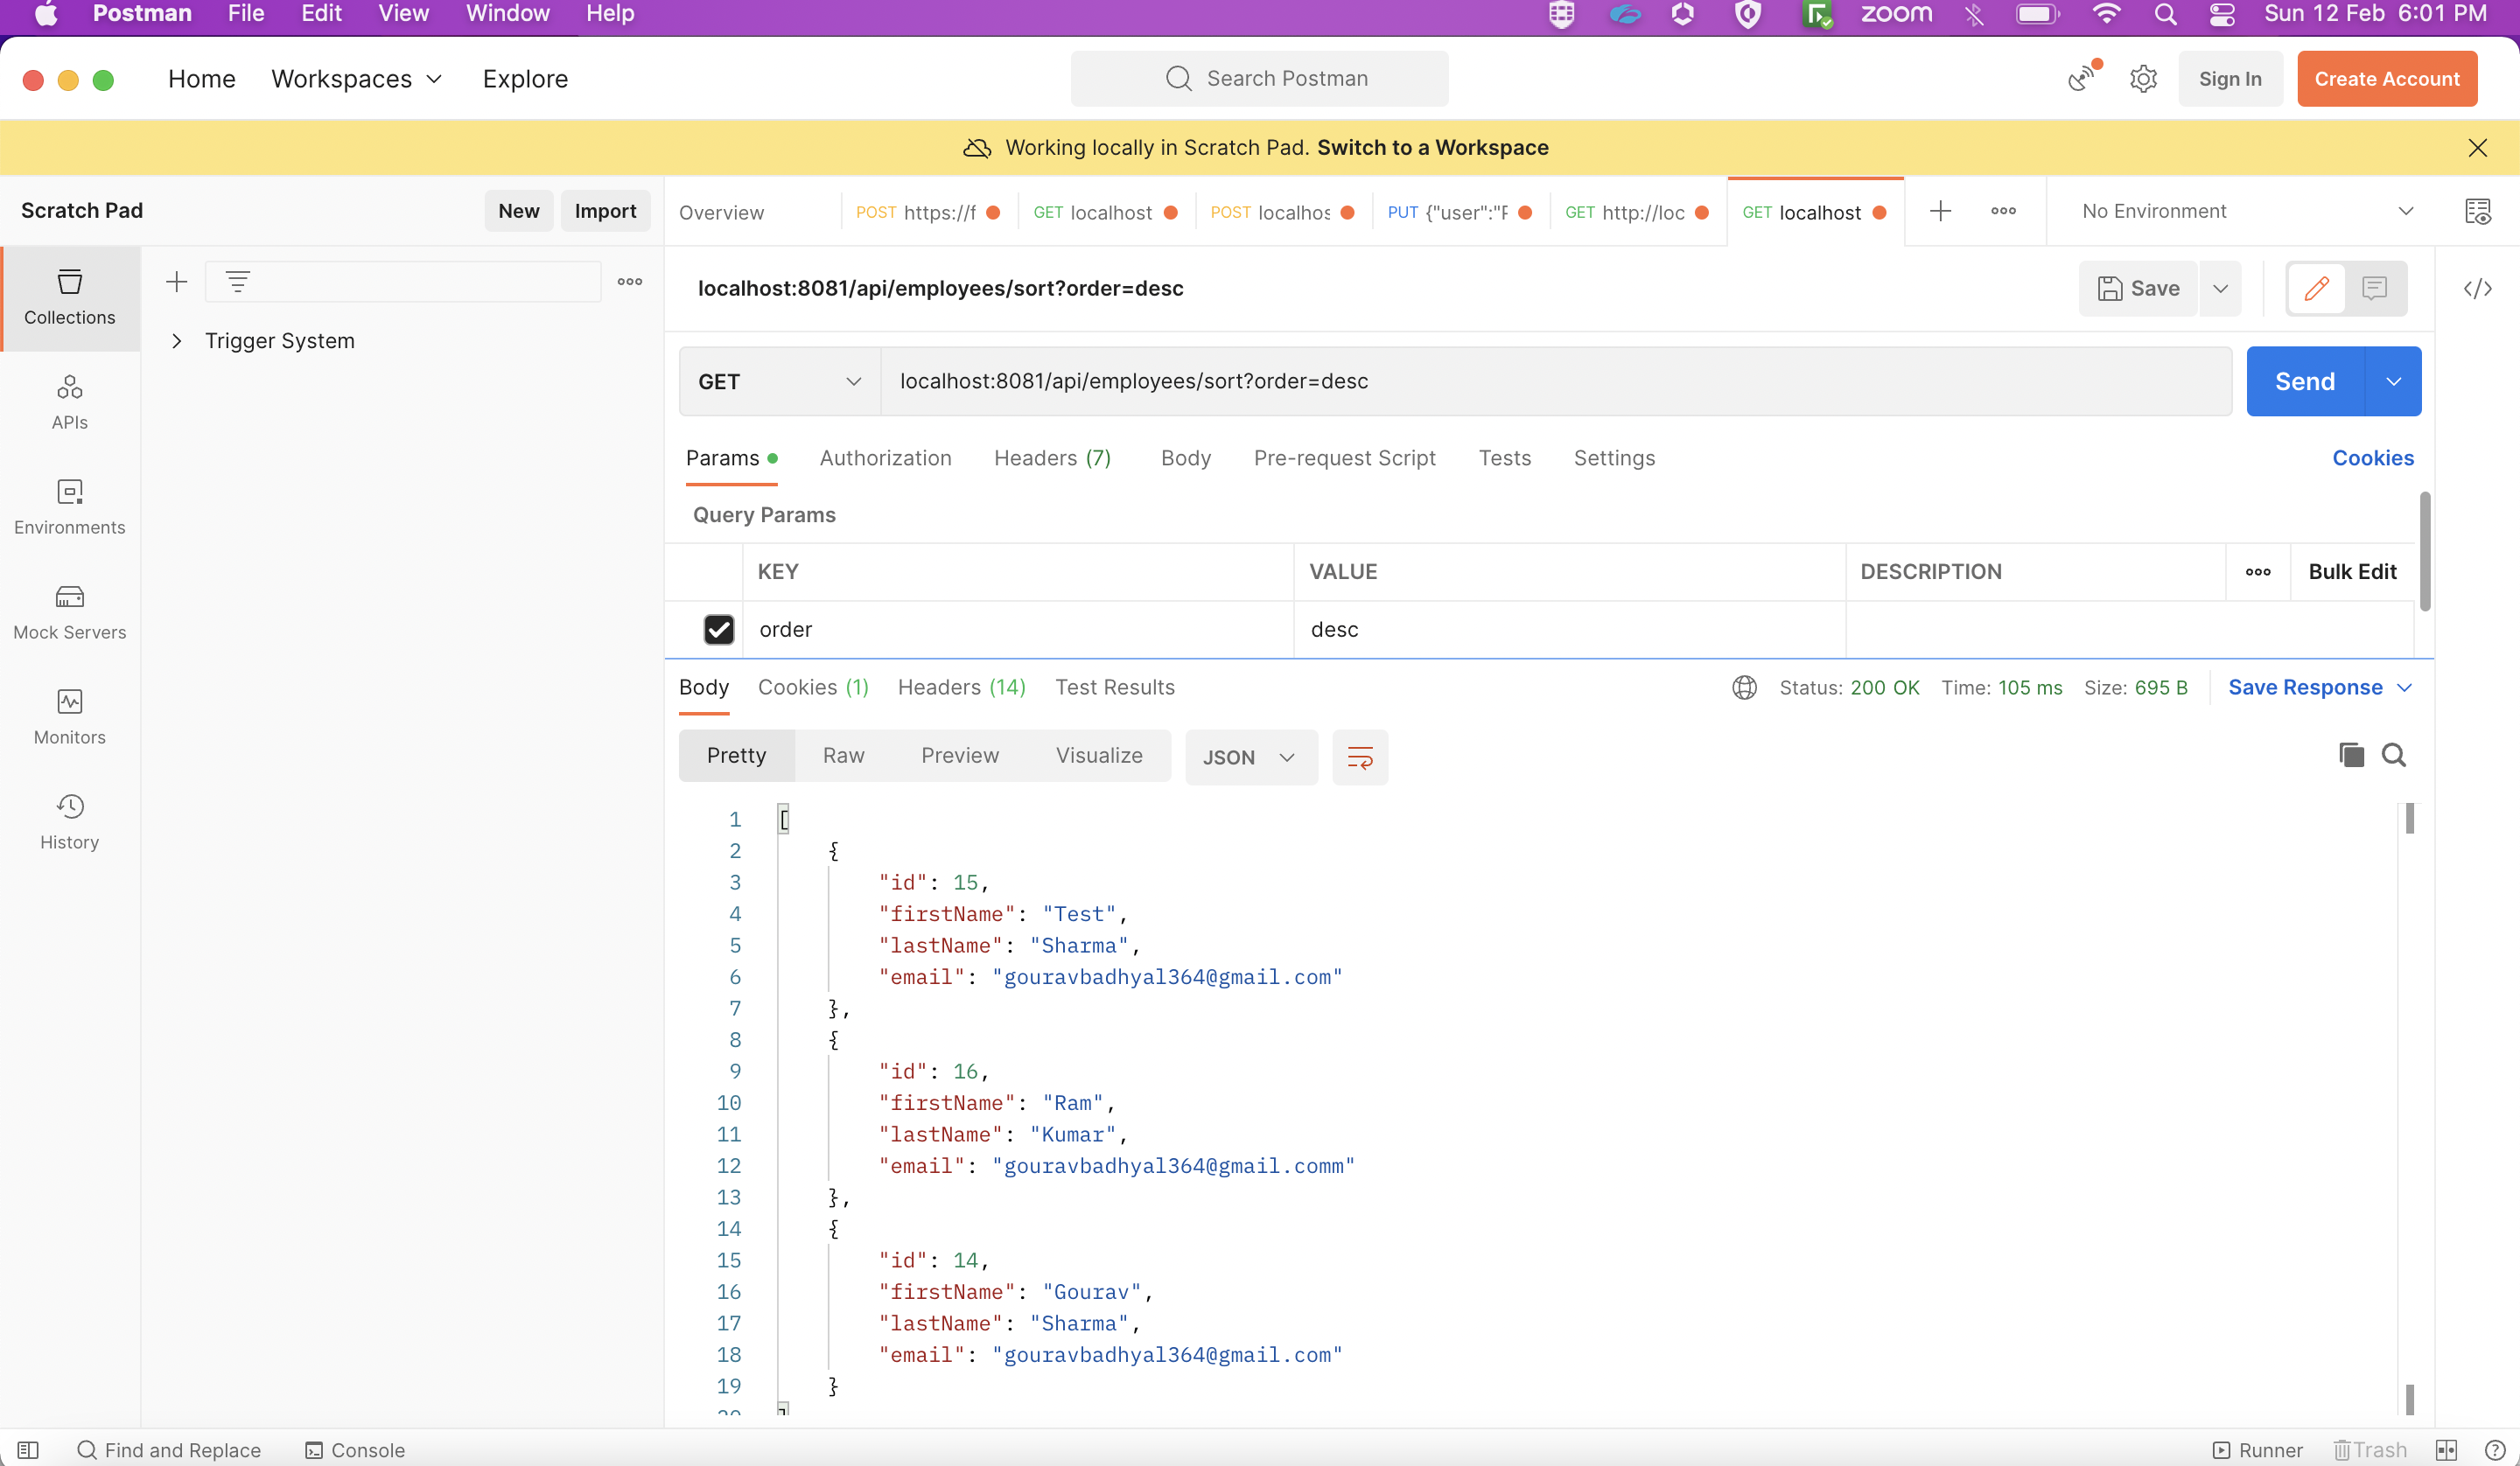 Postman File Edit View Window Help zoom Sun 12 Feb 6:01 PM
Home Workspaces Explore Search Postman Sign In Create Account
Working locally in Scratch Pad. Switch to a Workspace
Scratch Pad New Import Overview POST https://f GET localhost POST localhos PUT {"user":"F GET http://loc GET localhost No Environment
Collections
Trigger System
APIs
Environments
Mock Servers
Monitors
History
localhost:8081/api/employees/sort?order=desc Save
GET localhost:8081/api/employees/sort?order=desc Send
Params Authorization Headers (7) Body Pre-request Script Tests Settings Cookies
Query Params
KEY VALUE DESCRIPTION Bulk Edit
order desc
Body Cookies (1) Headers (14) Test Results Status: 200 OK Time: 105 ms Size: 695 B Save Response
Pretty Raw Preview Visualize JSON
1 [
2 {
3 "id": 15,
4 "firstName": "Test",
5 "lastName": "Sharma",
6 "email": "gouravbadhyal364@gmail.com"
7 },
8 {
9 "id": 16,
10 "firstName": "Ram",
11 "lastName": "Kumar",
12 "email": "gouravbadhyal364@gmail.comm"
13 },
14 {
15 "id": 14,
16 "firstName": "Gourav",
17 "lastName": "Sharma",
18 "email": "gouravbadhyal364@gmail.com"
19 }
20 ]
Find and Replace Console Runner Trash